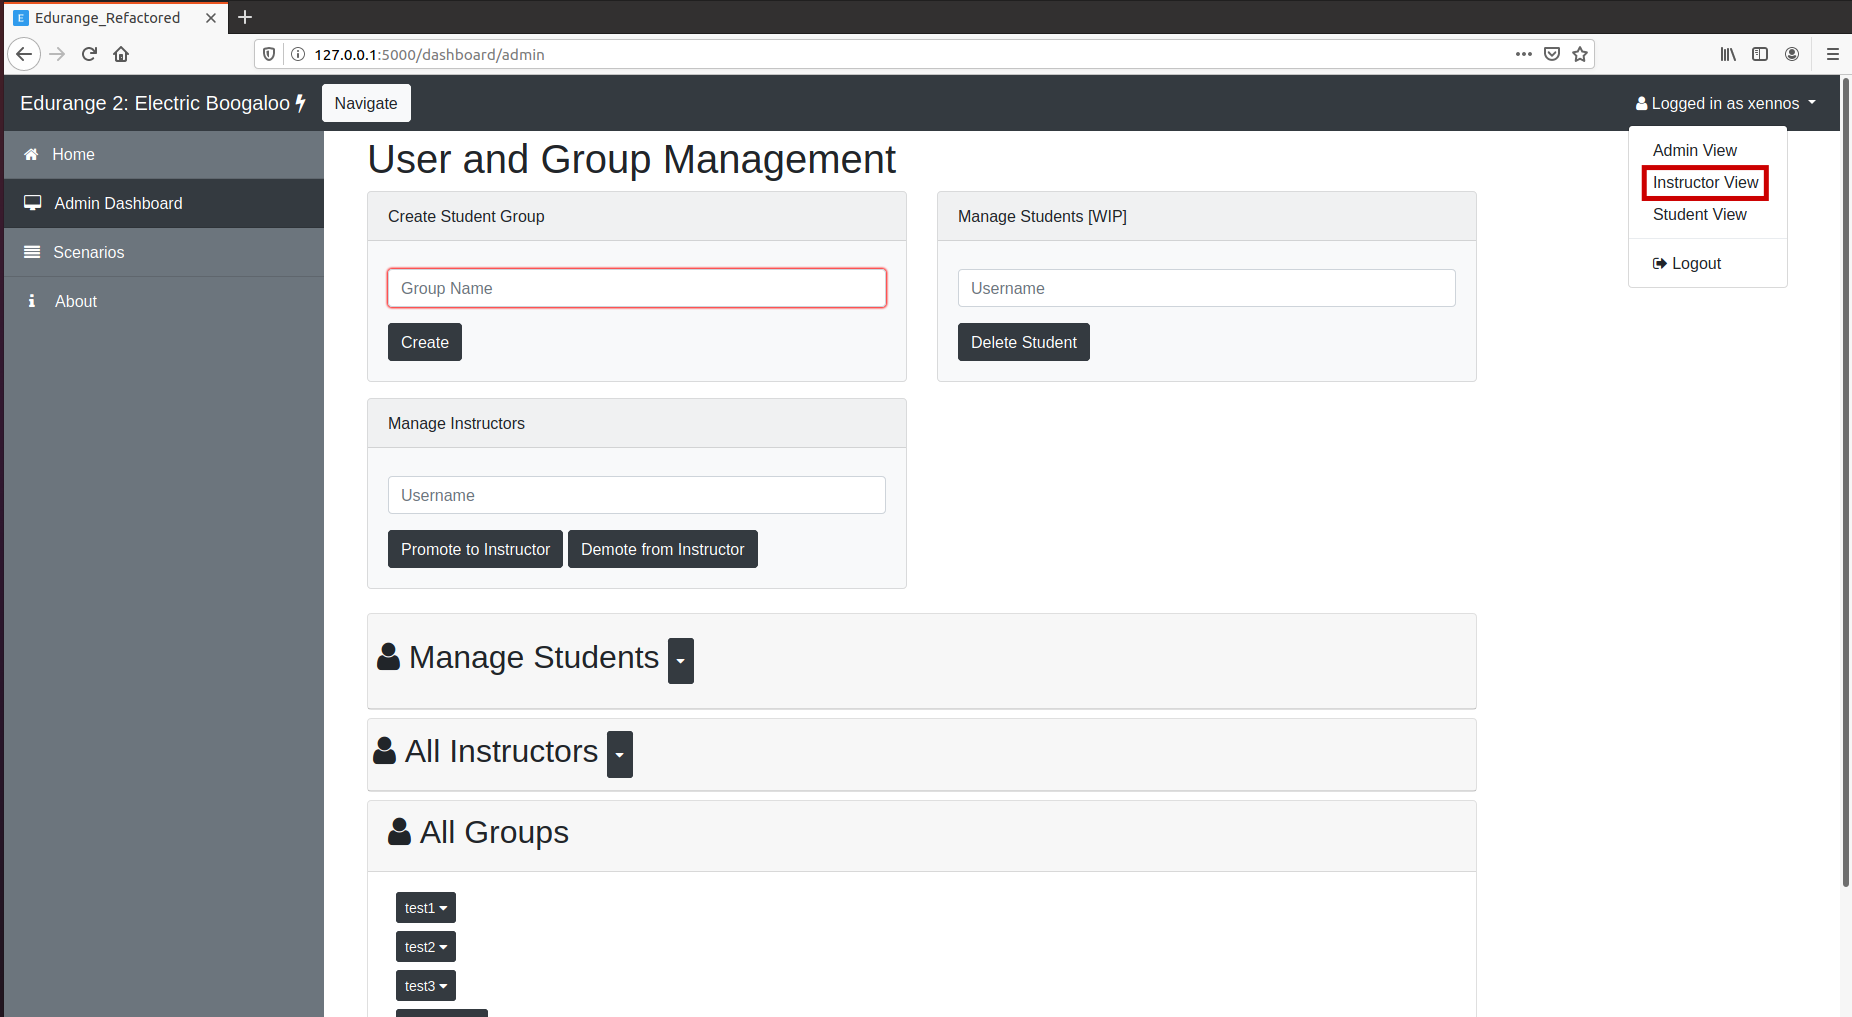 Edurange_Refactored
127.0.0.1:5000/dashboard/admin
Edurange 2: Electric Boogaloo
Navigate
Logged in as xennos
Home
Admin Dashboard
Scenarios
About
Admin View
Instructor View
Student View
Logout
User and Group Management
Create Student Group
Group Name
Create
Manage Students [WIP]
Username
Delete Student
Manage Instructors
Username
Promote to Instructor
Demote from Instructor
Manage Students
All Instructors
All Groups
test1
test2
test3